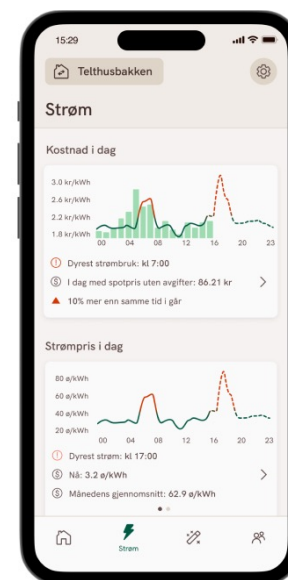 15:29
Telthusbakken
Strøm
Kostnad i dag
3.0 kr/kWh
2.6 kr/kWh
2.2 kr/kWh
1.8 kr/kWh
00 04 08 12 16 20 23
Dyrest strømbruk: kl 7:00
I dag med spotpris uten avgifter: 86.21 kr
10% mer enn samme tid i går
Strømpris i dag
80 ø/kWh
60 ø/kWh
40 ø/kWh
20 ø/kWh
00 04 08 12 16 20 23
Dyrest strøm: kl 17:00
Nå: 3.2 ø/kWh
Månedens gjennomsnitt: 62.9 ø/kWh
Strøm